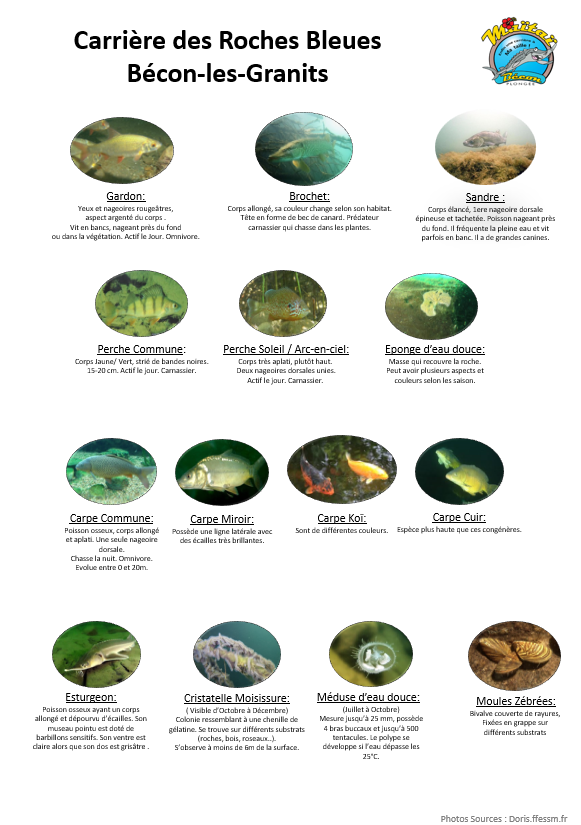 Carrière des Roches Bleues
Bécon-les-Granits
Maïtaï
Bécon
PLONGÉE
Gardon:
Yeux et nageoires rougeâtres,
aspect argenté du corps .
Vit en bancs, nageant près du fond
ou dans la végétation. Actif le Jour. Omnivore.
Brochet:
Corps allongé, sa couleur change selon son habitat.
Tête en forme de bec de canard. Prédateur
carnassier qui chasse dans les plantes.
Sandre :
Corps élancé, 1ere nageoire dorsale
épineuse et tachetée. Poisson nageant près
du fond. Il fréquente la pleine eau et vit
parfois en banc. Il a de grandes canines.
Perche Commune:
Corps Jaune/ Vert, strié de bandes noires.
15-20 cm. Actif le jour. Carnassier.
Perche Soleil / Arc-en-ciel:
Corps très aplati, plutôt haut.
Deux nageoires dorsales unies.
Actif le jour. Carnassier.
Eponge d'eau douce:
Masse qui recouvre la roche.
Peut avoir plusieurs aspects et
couleurs selon les saison.
Carpe Commune:
Poisson osseux, corps allongé
et aplati. Une seule nageoire
dorsale.
Chasse la nuit. Omnivore.
Evolue entre 0 et 20m.
Carpe Miroir:
Possède une ligne latérale avec
des écailles très brillantes.
Carpe Koï:
Sont de différentes couleurs.
Carpe Cuir:
Espèce plus haute que ces congénères.
Esturgeon:
Poisson osseux ayant un corps
allongé et dépourvu d'écailles. Son
museau pointu est doté de
barbillons sensitifs. Son ventre est
claire alors que son dos est grisâtre .
Cristatelle Moisissure:
( Visible d'Octobre à Décembre)
Colonie ressemblant à une chenille de
gélatine. Se trouve sur différents substrats
(roches, bois, roseaux..).
S'observe à moins de 6m de la surface.
Méduse d'eau douce:
(Juillet à Octobre)
Mesure jusqu'à 25 mm, possède
4 bras buccaux et jusqu'à 500
tentacules. Le polype se
développe si l'eau dépasse les
25°C.
Moules Zébrées:
Bivalve couverte de rayures,
Fixées en grappe sur
différents substrats
Photos Sources : Doris.ffessm.fr